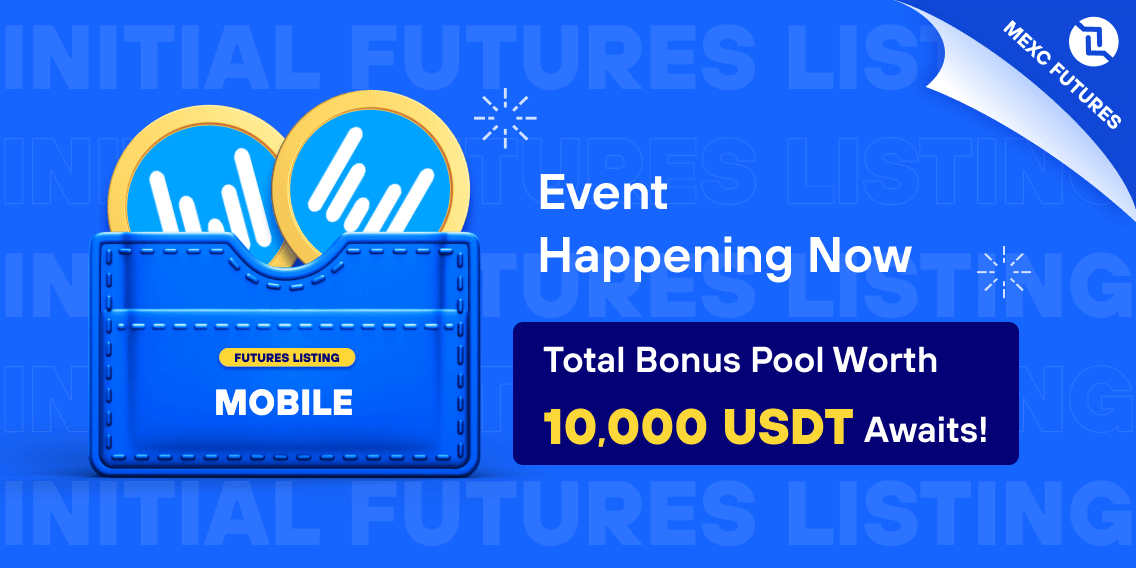 INITIAL FUTURES LISTING
MEXC FUTURES
INITIAL FUTURES LISTING
Event
Happening Now
INITIAL FUTURES LISTING
Total Bonus Pool Worth
10,000 USDT Awaits!
FUTURES LISTING
MOBILE
INITIAL FUTURES LISTING
INITIAL FUTURES LISTING